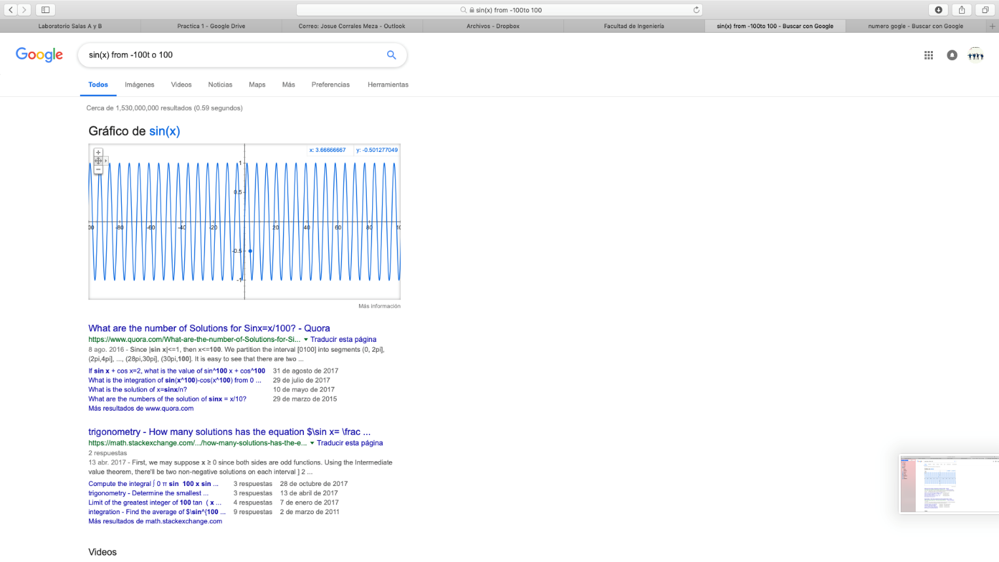 sin(x) from -100to 100
Laboratorio Salas A y B
Practica 1 - Google Drive
Correo: Josue Corrales Meza - Outlook
Archivos - Dropbox
Facultad de Ingeniería
sin(x) from -100to 100 - Buscar con Google
numero gogle - Buscar con Google
Google
sin(x) from -100t o 100
Todos
Imágenes
Videos
Noticias
Maps
Más
Preferencias
Herramientas
Cerca de 1,530,000,000 resultados (0.59 segundos)
Gráfico de sin(x)
x: 3.66666667
y: -0.501277049
1
0.5
00 -80 -60 -40 -20 20 40 60 80 10
-0.5
-1
Más información
What are the number of Solutions for Sinx=x/100? - Quora
https://www.quora.com/What-are-the-number-of-Solutions-for-Si... Traducir esta página
8 ago. 2016 - Since |sin x|<=1, then x<=100. We partition the interval [0100] into segments (0, 2pi],
(2pi,4pi], ..., (28pi,30pi], (30pi,100]. It is easy to see that there are two ...
If sin x + cos x=2, what is the value of sin^100 x + cos^100 31 de agosto de 2017
What is the integration of sin(x^100)-cos(x^100) from 0 ... 29 de julio de 2017
What is the solution of x=sinx/n? 10 de mayo de 2017
What are the numbers of the solution of sinx = x/10? 29 de marzo de 2015
Más resultados de www.quora.com
trigonometry - How many solutions has the equation $\sin x= \frac ...
https://math.stackexchange.com/.../how-many-solutions-has-the-e... Traducir esta página
2 respuestas
13 abr. 2017 - First, we may suppose x ≥ 0 since both sides are odd functions. Using the Intermediate
value theorem, there'll be two non-negative solutions on each interval ] 2 ...
Compute the integral ∫ 0 π sin 100 x sin ... 3 respuestas 28 de octubre de 2017
trigonometry - Determine the smallest ... 3 respuestas 13 de abril de 2017
Limit of the greatest integer of 100 tan ( x ... 4 respuestas 7 de enero de 2017
integration - Find the average of $\sin^{100 ... 9 respuestas 2 de marzo de 2011
Más resultados de math.stackexchange.com
Videos